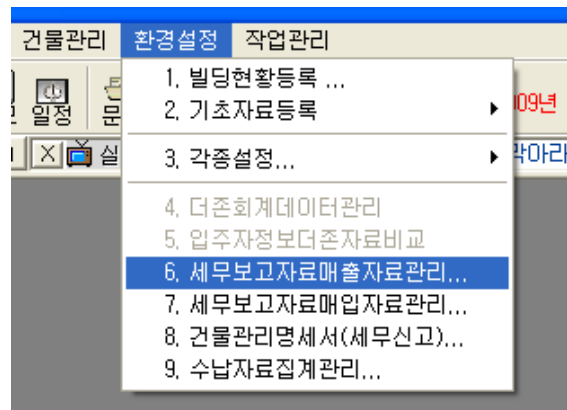 건물관리 환경설정 작업관리
1. 빌딩현황등록 ...
2. 기초자료등록
일정 문
09년
3. 각종설정...
X 실
막아라
4. 더존회계데이터관리
5. 입주자정보더존자료비교
6. 세무보고자료매출자료관리...
7. 세무보고자료매입자료관리...
8. 건물관리명세서(세무신고)...
9. 수납자료집계관리...